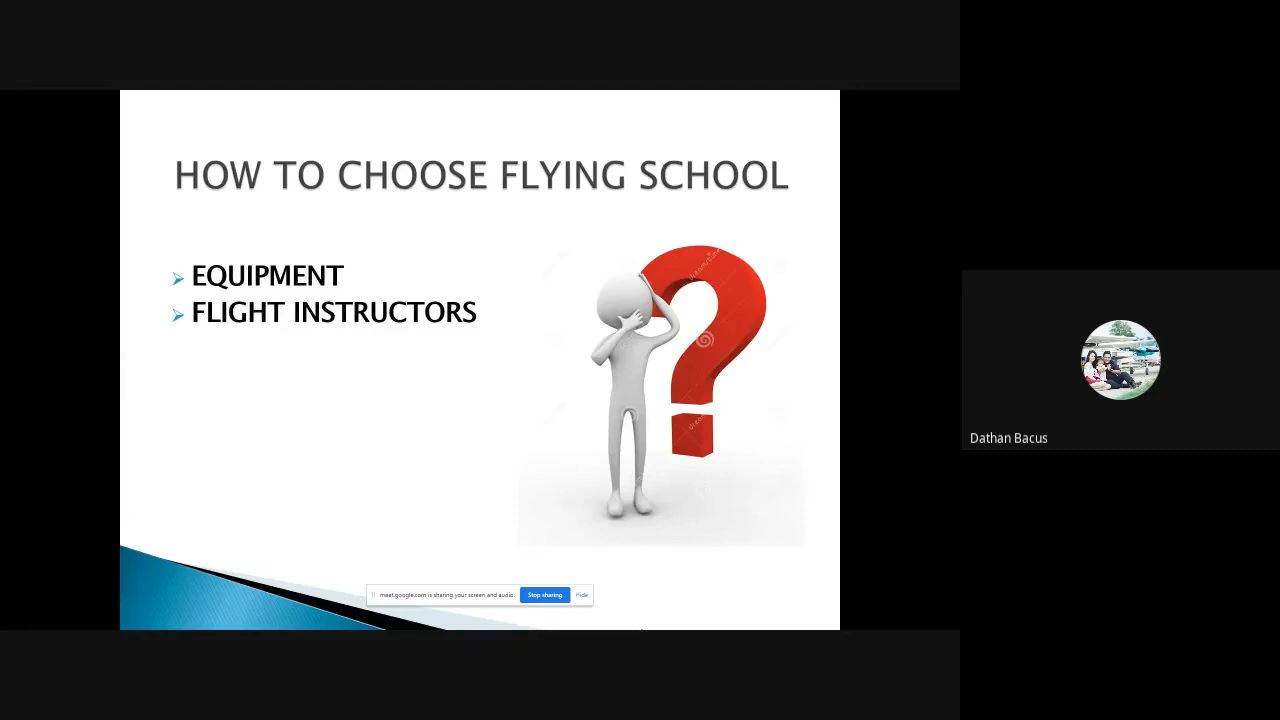 HOW TO CHOOSE FLYING SCHOOL
EQUIPMENT
FLIGHT INSTRUCTORS
meet.google.com is sharing your screen and audio.
Stop sharing
Hide
Dathan Bacus